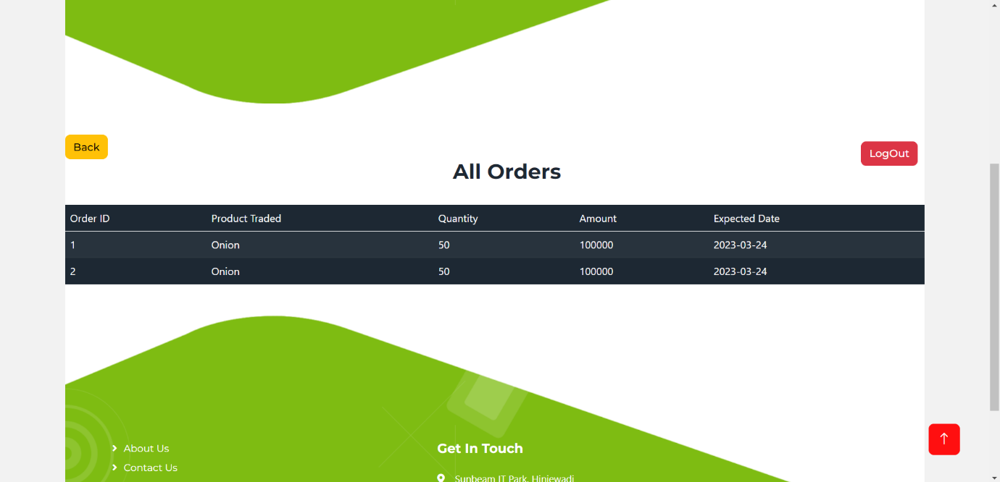 Back
LogOut
All Orders
Order ID Product Traded Quantity Amount Expected Date
1 Onion 50 100000 2023-03-24
2 Onion 50 100000 2023-03-24
About Us
Get In Touch
Contact Us
Sunbeam IT Park, Hinjewadi